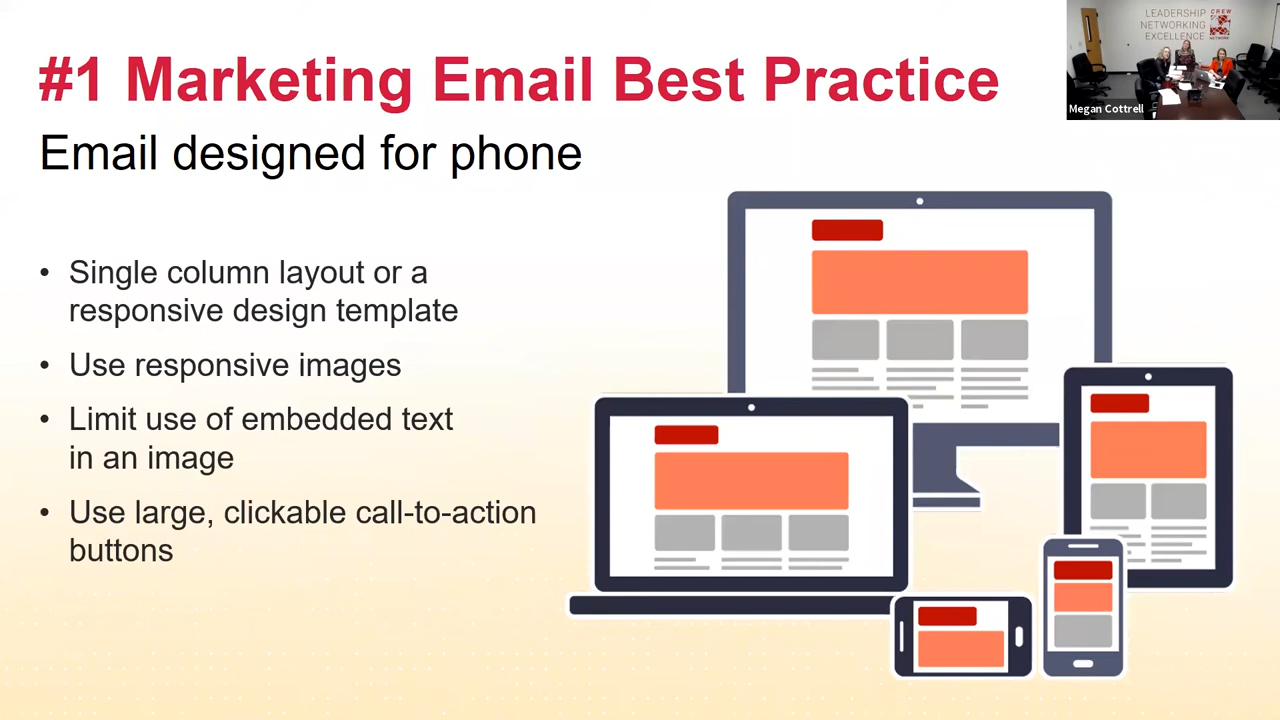 #1 Marketing Email Best Practice
Email designed for phone
• Single column layout or a
responsive design template
• Use responsive images
• Limit use of embedded text
in an image
• Use large, clickable call-to-action
buttons
LEADERSHIP
NETWORKING
EXCELLENCE
CREW
NETWORK
Megan Cottrell